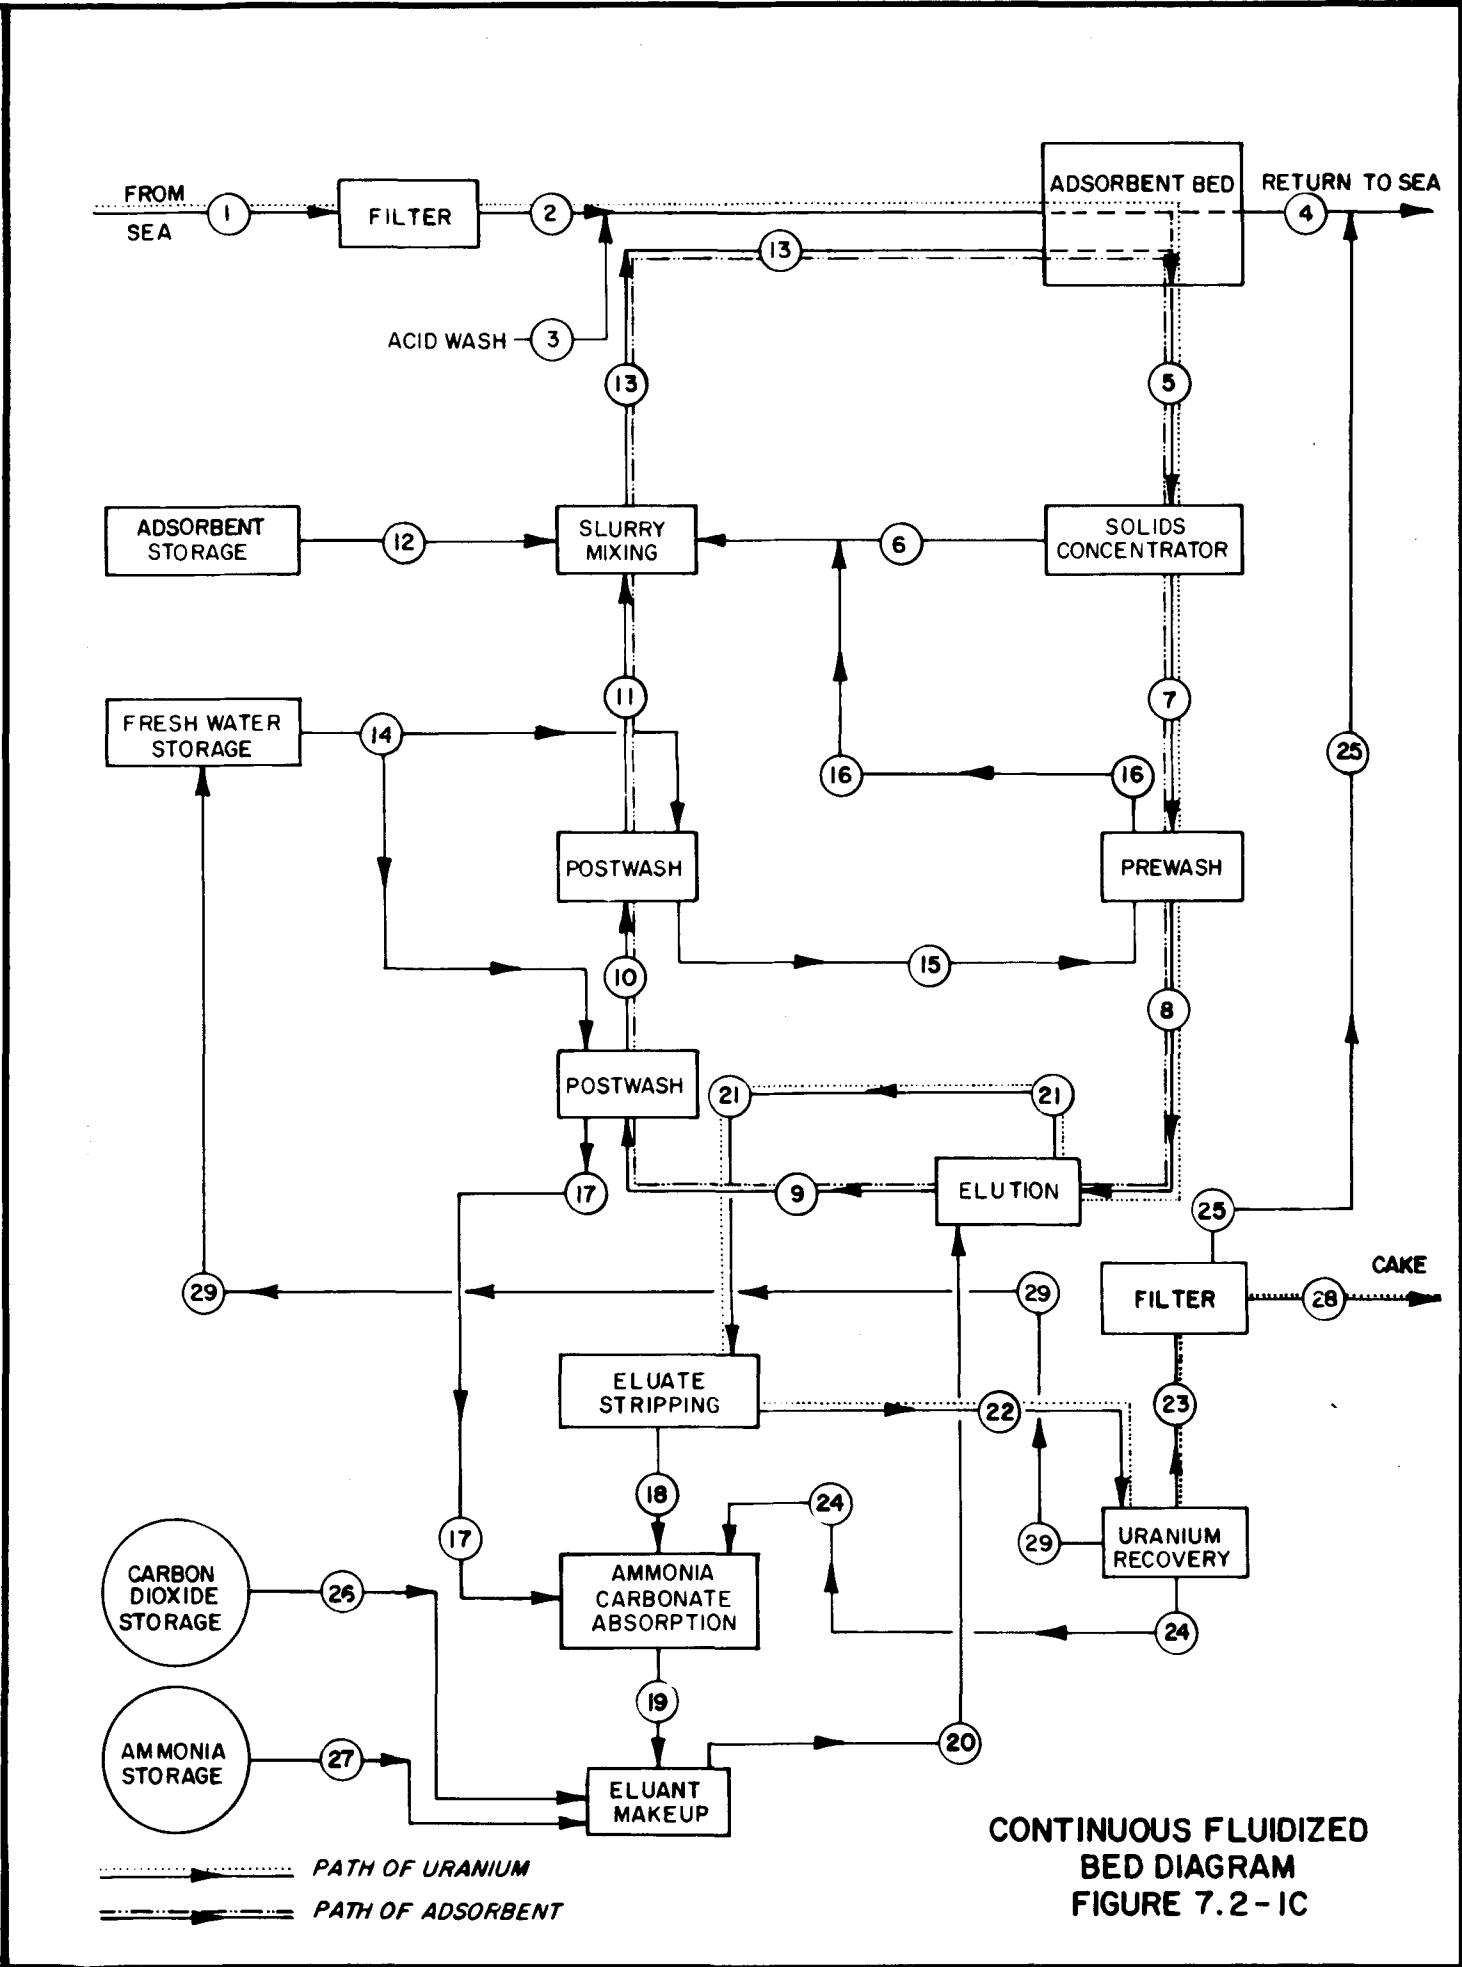 FROM
SEA
1
FILTER
2
ADSORBENT BED
RETURN TO SEA
4
13
ACID WASH
3
13
5
ADSORBENT
STORAGE
12
SLURRY
MIXING
6
SOLIDS
CONCENTRATOR
11
7
FRESH WATER
STORAGE
14
25
16
16
POSTWASH
PREWASH
15
10
8
POSTWASH
21
21
17
9
ELUTION
25
29
29
CAKE
FILTER
28
ELUATE
STRIPPING
22
23
18
24
17
29
URANIUM
RECOVERY
CARBON
DIOXIDE
STORAGE
26
AMMONIA
CARBONATE
ABSORPTION
24
19
AMMONIA
STORAGE
27
20
ELUANT
MAKEUP
PATH OF URANIUM
PATH OF ADSORBENT
CONTINUOUS FLUIDIZED
BED DIAGRAM
FIGURE 7.2-1C